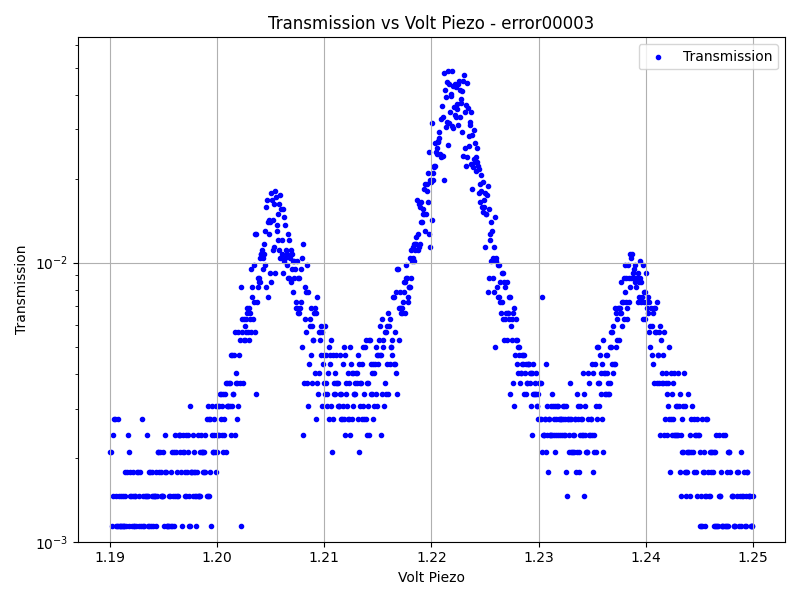 Transmission vs Volt Piezo - error00003
Transmission
10⁻²
10⁻³
Transmission
1.19 1.20 1.21 1.22 1.23 1.24 1.25
Volt Piezo